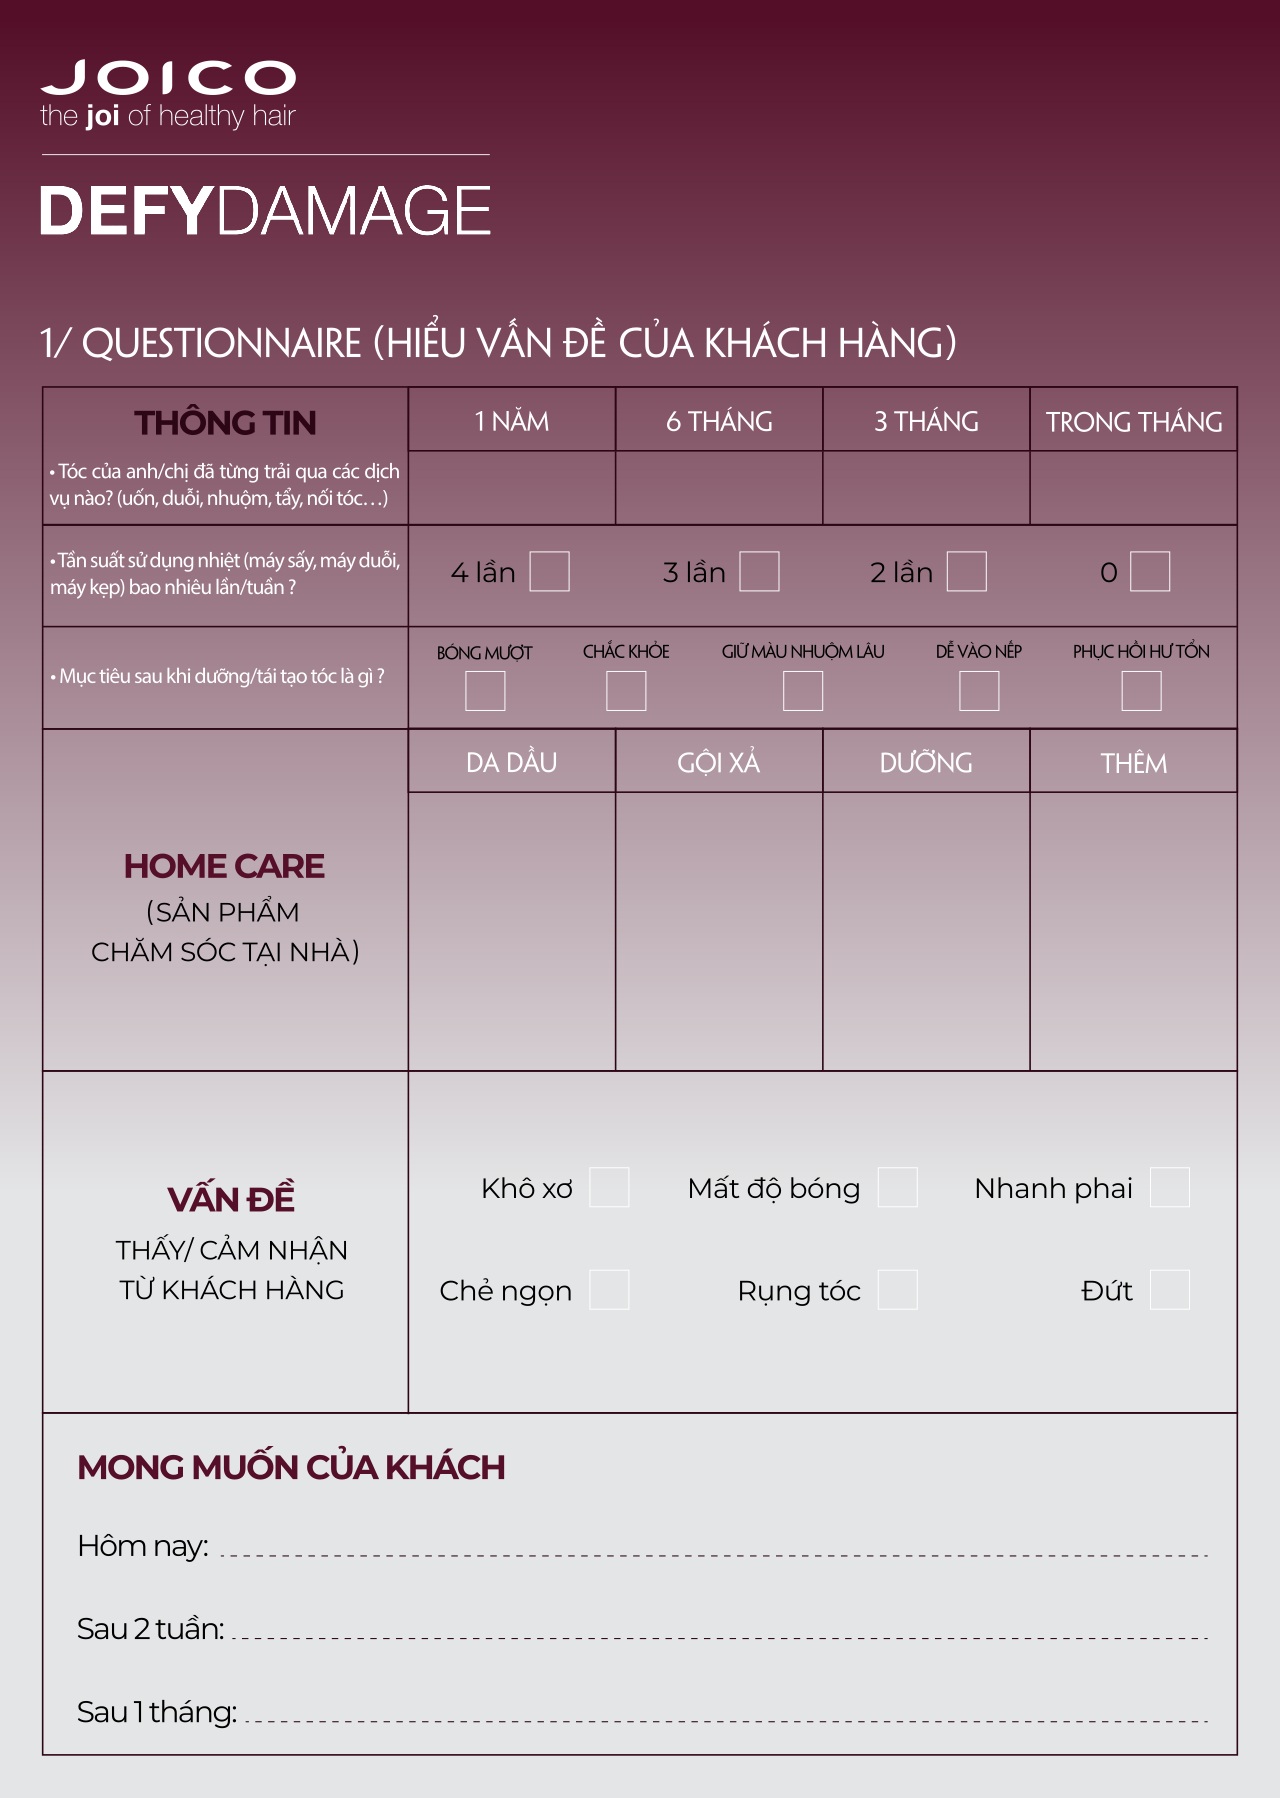 JOICO
the joi of healthy hair
DEFYDAMAGE
1/ QUESTIONNAIRE (HIỂU VẤN ĐỀ CỦA KHÁCH HÀNG)
THÔNG TIN
1 NĂM
6 THÁNG
3 THÁNG
TRONG THÁNG
• Tóc của anh/chị đã từng trải qua các dịch
vụ nào? (uốn, duỗi, nhuộm, tẩy, nối tóc…)
• Tần suất sử dụng nhiệt (máy sấy, máy duỗi,
máy kẹp) bao nhiêu lần/tuần ?
4 lần
3 lần
2 lần
0
• Mục tiêu sau khi dưỡng/tái tạo tóc là gì ?
BÓNG MƯỢT
CHẮC KHỎE
GIỮ MÀU NHUỘM LÂU
DỄ VÀO NẾP
PHỤC HỒI HƯ TỔN
DA DẦU
GỘI XẢ
DƯỠNG
THÊM
HOME CARE
(SẢN PHẨM
CHĂM SÓC TẠI NHÀ)
VẤN ĐỀ
THẤY/ CẢM NHẬN
TỪ KHÁCH HÀNG
Khô xơ
Mất độ bóng
Nhanh phai
Chẻ ngọn
Rụng tóc
Đứt
MONG MUỐN CỦA KHÁCH
Hôm nay:
Sau 2 tuần:
Sau 1 tháng: